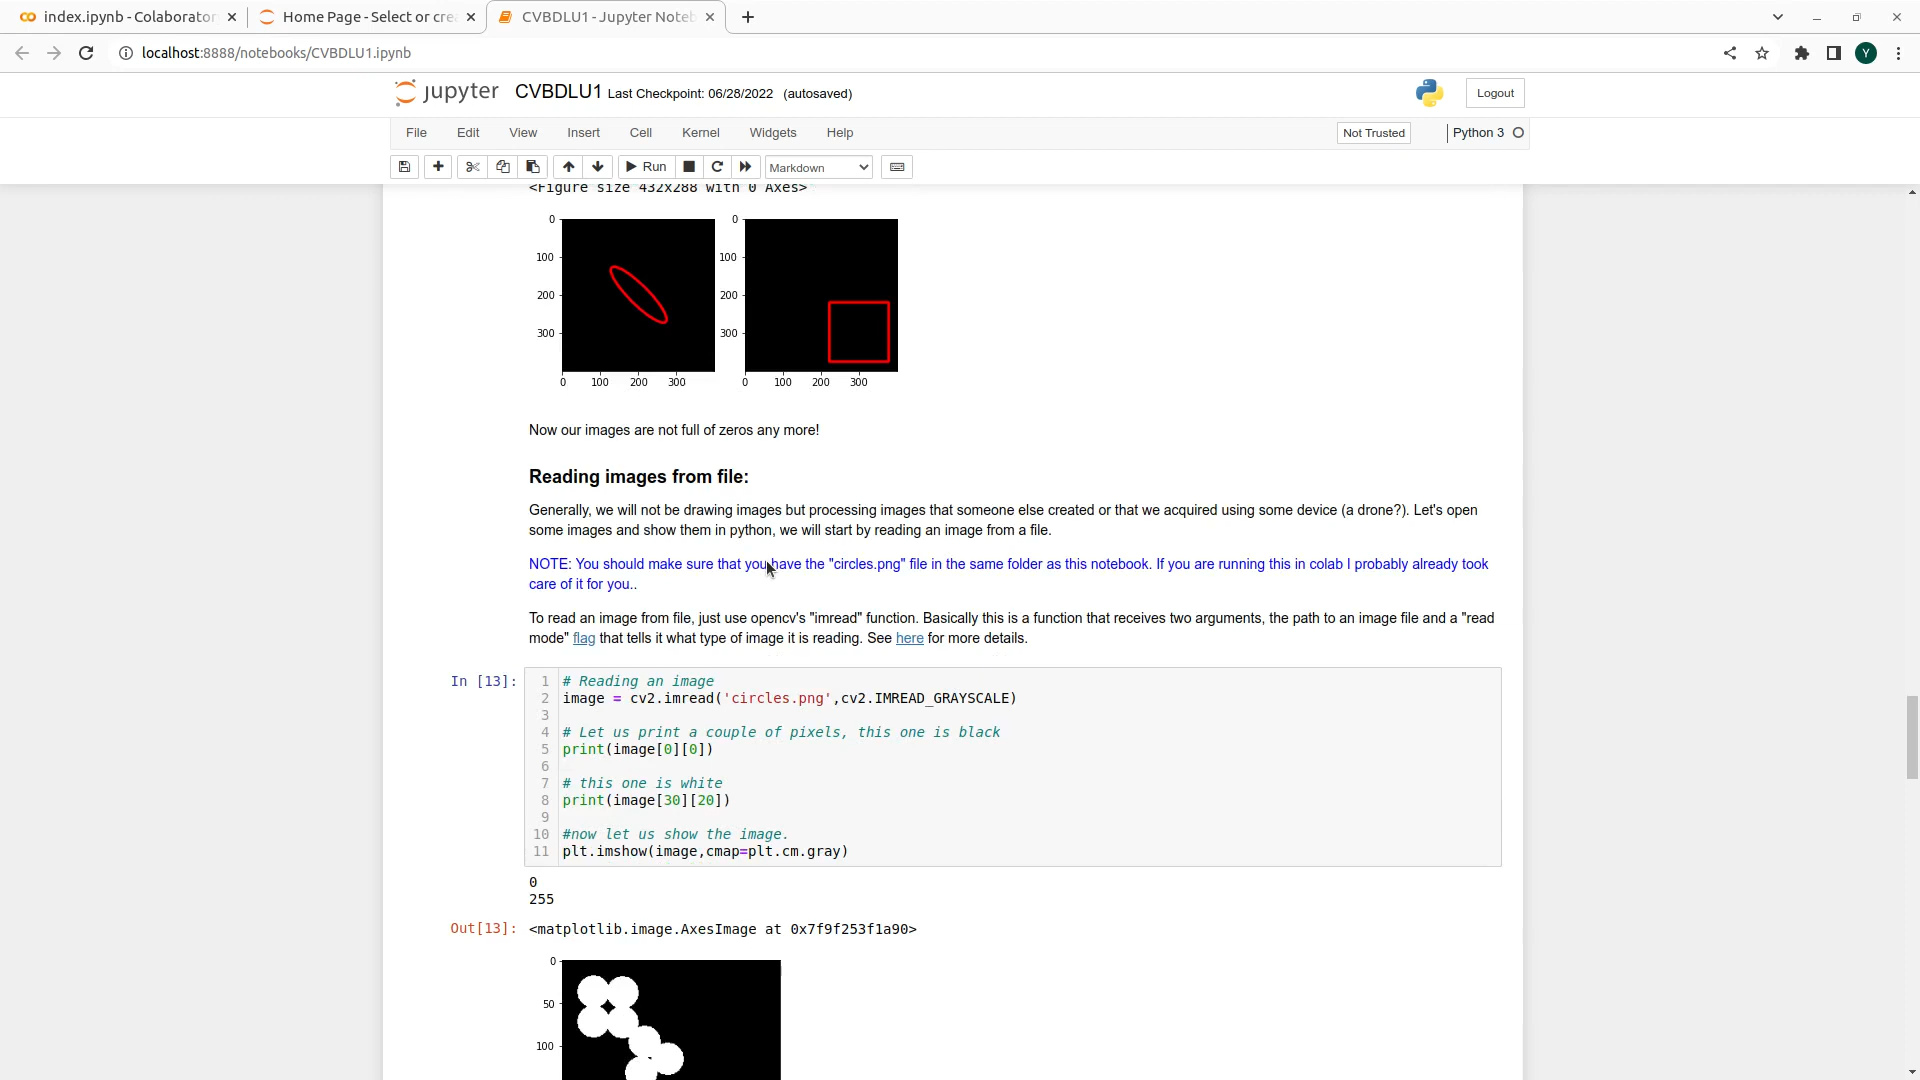 index.ipynb - Colaborator
Home Page - Select or cre
CVBDLU1 - Jupyter Noteb
localhost:8888/notebooks/CVBDLU1.ipynb
Y
jupyter CVBDLU1 Last Checkpoint: 06/28/2022 (autosaved)
Logout
File Edit View Insert Cell Kernel Widgets Help
Not Trusted
Python 3
Run
Markdown
<Figure size 432x288 with 0 Axes>
0 0
100 100
200 200
300 300
0 100 200 300 0 100 200 300
Now our images are not full of zeros any more!
Reading images from file:
Generally, we will not be drawing images but processing images that someone else created or that we acquired using some device (a drone?). Let's open
some images and show them in python, we will start by reading an image from a file.
NOTE: You should make sure that you have the "circles.png" file in the same folder as this notebook. If you are running this in colab I probably already took
care of it for you..
To read an image from file, just use opencv's "imread" function. Basically this is a function that receives two arguments, the path to an image file and a "read
mode" flag that tells it what type of image it is reading. See here for more details.
In [13]:
1 # Reading an image
2 image = cv2.imread('circles.png',cv2.IMREAD_GRAYSCALE)
3
4 # Let us print a couple of pixels, this one is black
5 print(image[0][0])
6
7 # this one is white
8 print(image[30][20])
9
10 #now let us show the image.
11 plt.imshow(image,cmap=plt.cm.gray)
0
255
Out[13]: <matplotlib.image.AxesImage at 0x7f9f253f1a90>
0
50
100